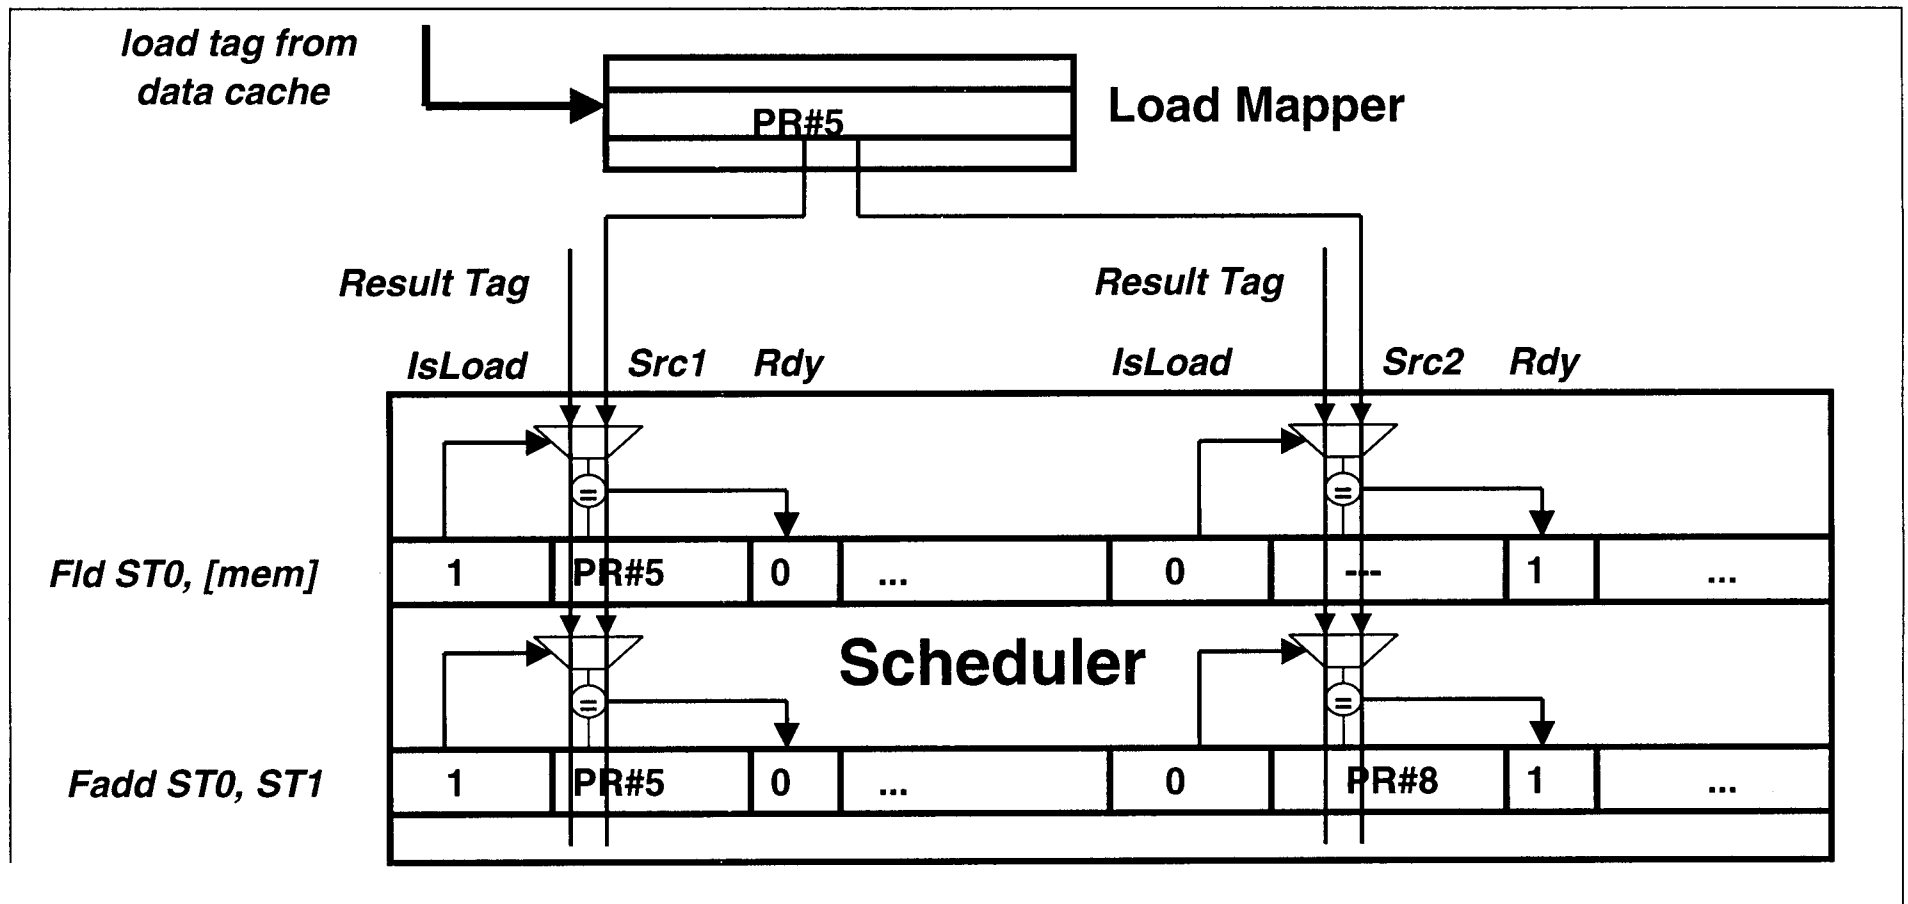 load tag from
data cache
PR#5
Load Mapper
Result Tag
Result Tag
IsLoad Src1 Rdy IsLoad Src2 Rdy
=
=
Fld ST0, [mem] 1 PR#5 0 ... 0 --- 1 ...
Scheduler
=
=
Fadd ST0, ST1 1 PR#5 0 ... 0 PR#8 1 ...